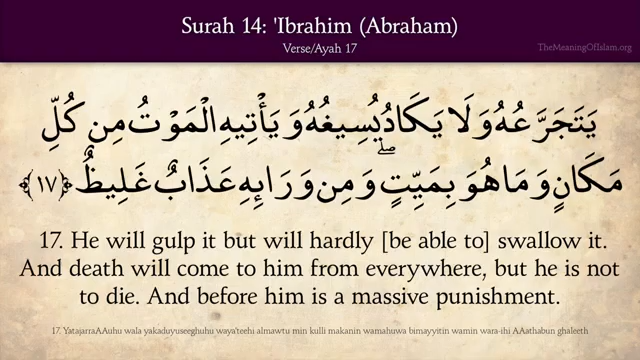 Surah 14: 'Ibrahim (Abraham)
Verse/Ayah 17
TheMeaningOfIslam.org
يَتَجَرَّعُهُ وَلَا يَكَادُ يُسِيغُهُ وَيَأْتِيهِ الْمَوْتُ مِن كُلِّ
مَكَانٍ وَمَا هُوَ بِمَيِّتٍ ۖ وَمِن وَرَائِهِ عَذَابٌ غَلِيظٌ ﴿١٧﴾
17. He will gulp it but will hardly [be able to] swallow it.
And death will come to him from everywhere, but he is not
to die. And before him is a massive punishment.
17. YatajarraAAuhu wala yakaduyuseeghuhu waya'teehi almawtu min kulli makanin wamahuwa bimayyitin wamin wara-ihi AAathabun ghaleeth